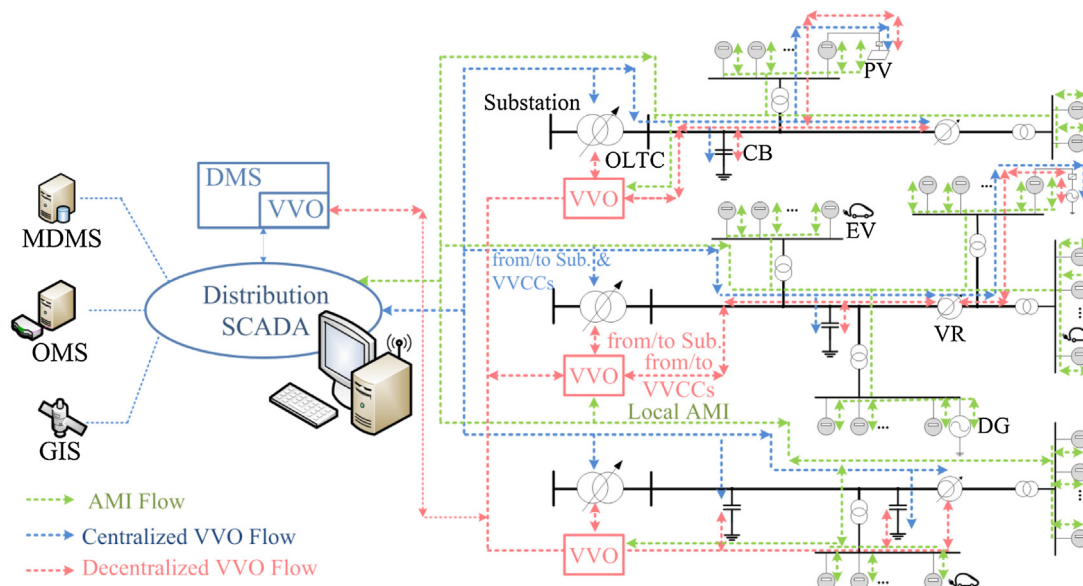 PV
Substation
OLTC
CB
DMS
VVO
VVO
MDMS
EV
from/to Sub. &
VVCCs
Distribution
SCADA
OMS
VR
from/to Sub.
from/to
VVCCs
VVO
Local AMI
GIS
DG
AMI Flow
Centralized VVO Flow
VVO
Decentralized VVO Flow